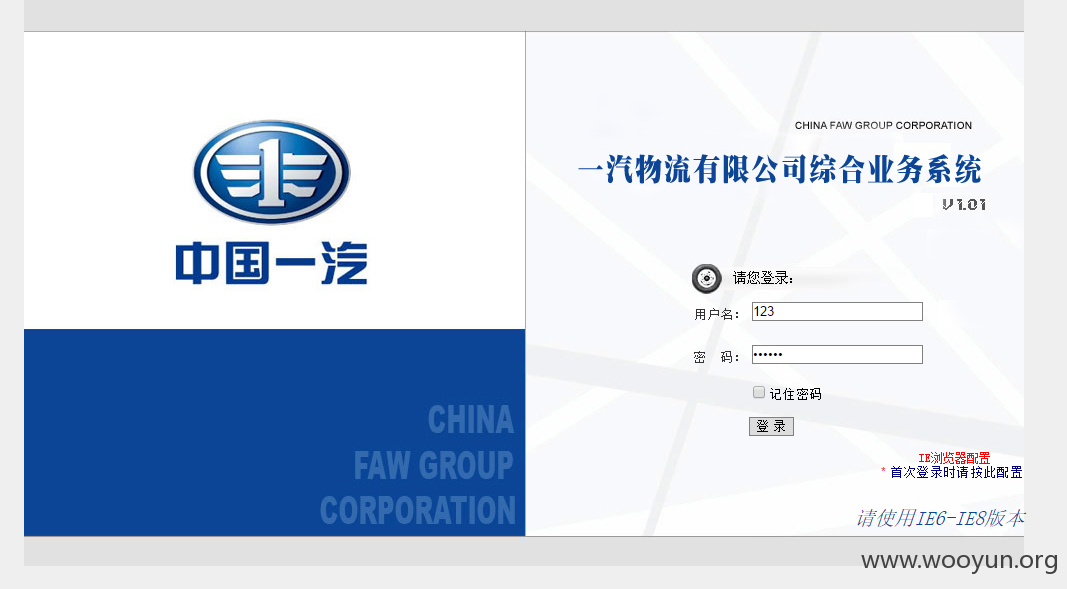 中国一汽
CHINA
FAW GROUP
CORPORATION
CHINA FAW GROUP CORPORATION
一汽物流有限公司综合业务系统
V1.01
请您登录:
用户名: 123
密 码: ••••••
记住密码
登 录
IE浏览器配置
* 首次登录时请按此配置
请使用IE6-IE8版本
www.wooyun.org